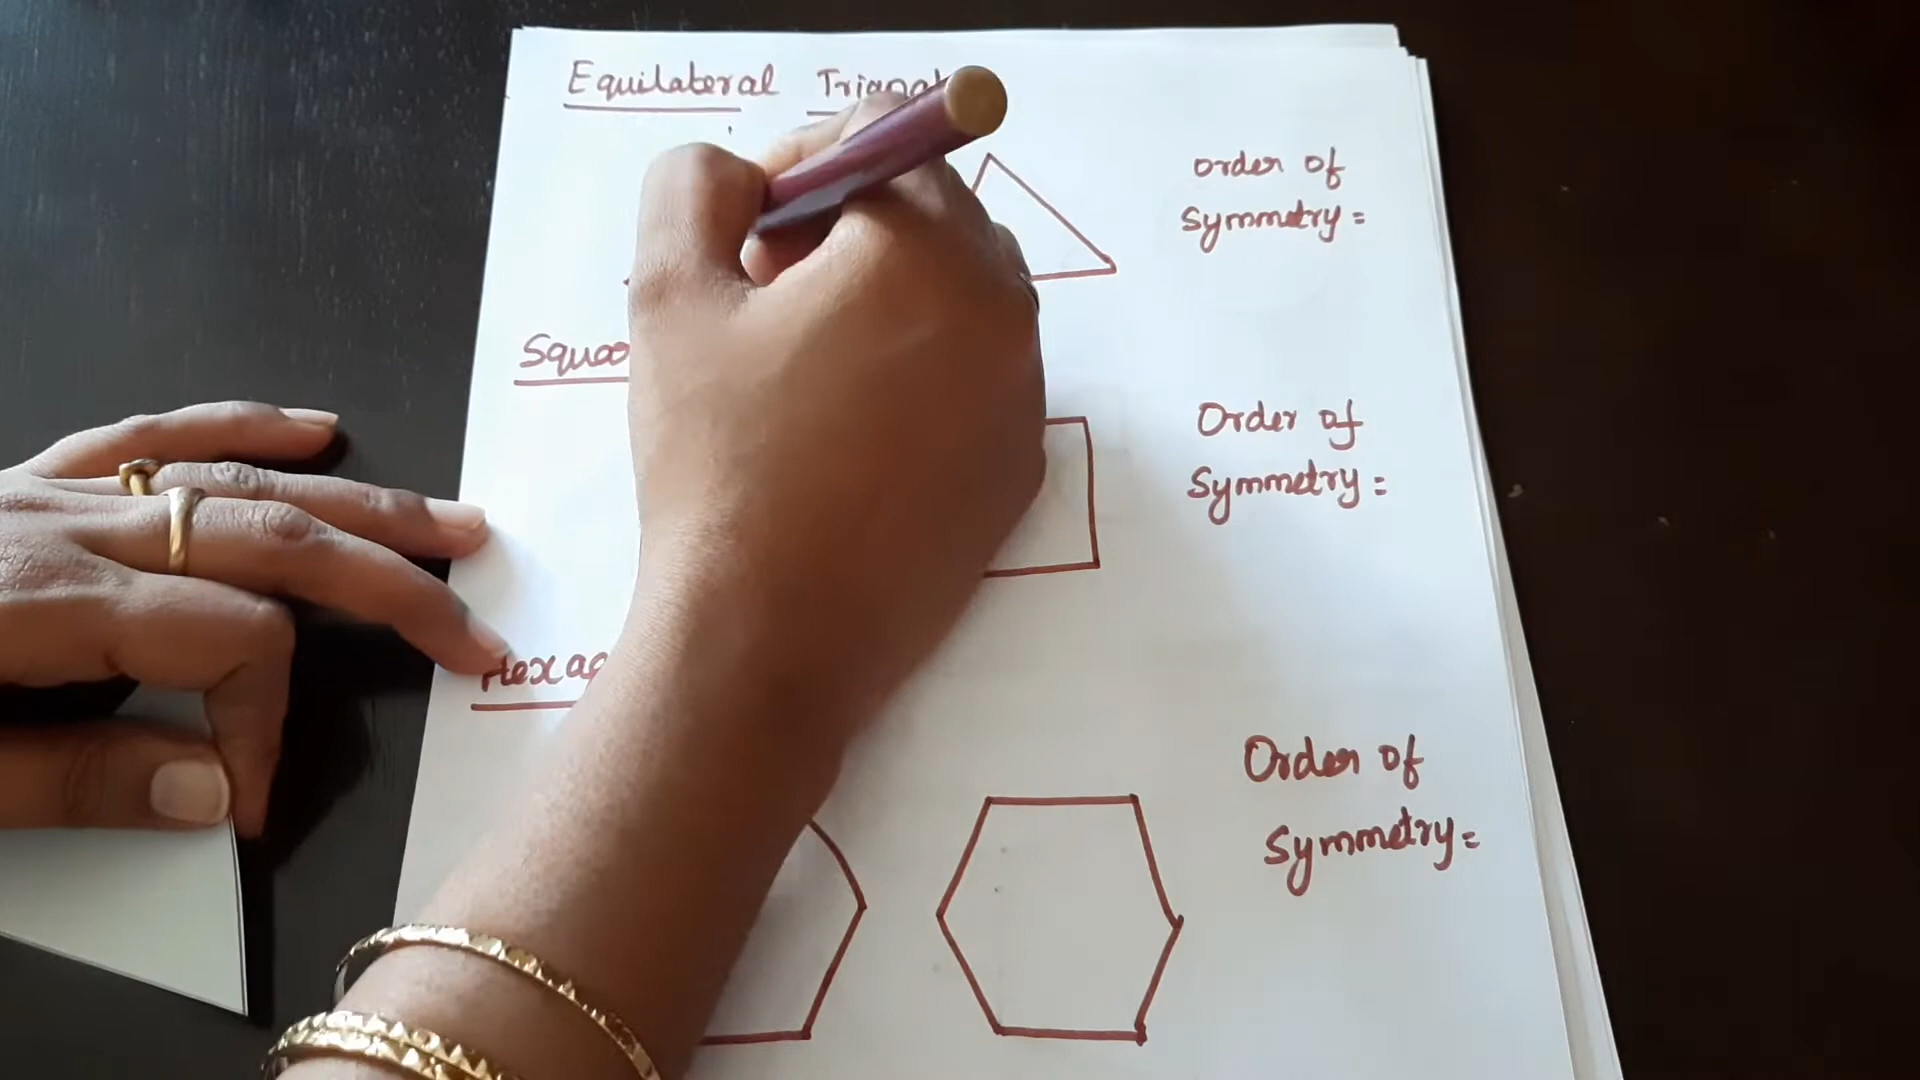 Equilateral
Order of
Symmetry =
Order of
Symmetry =
Order of
Symmetry =